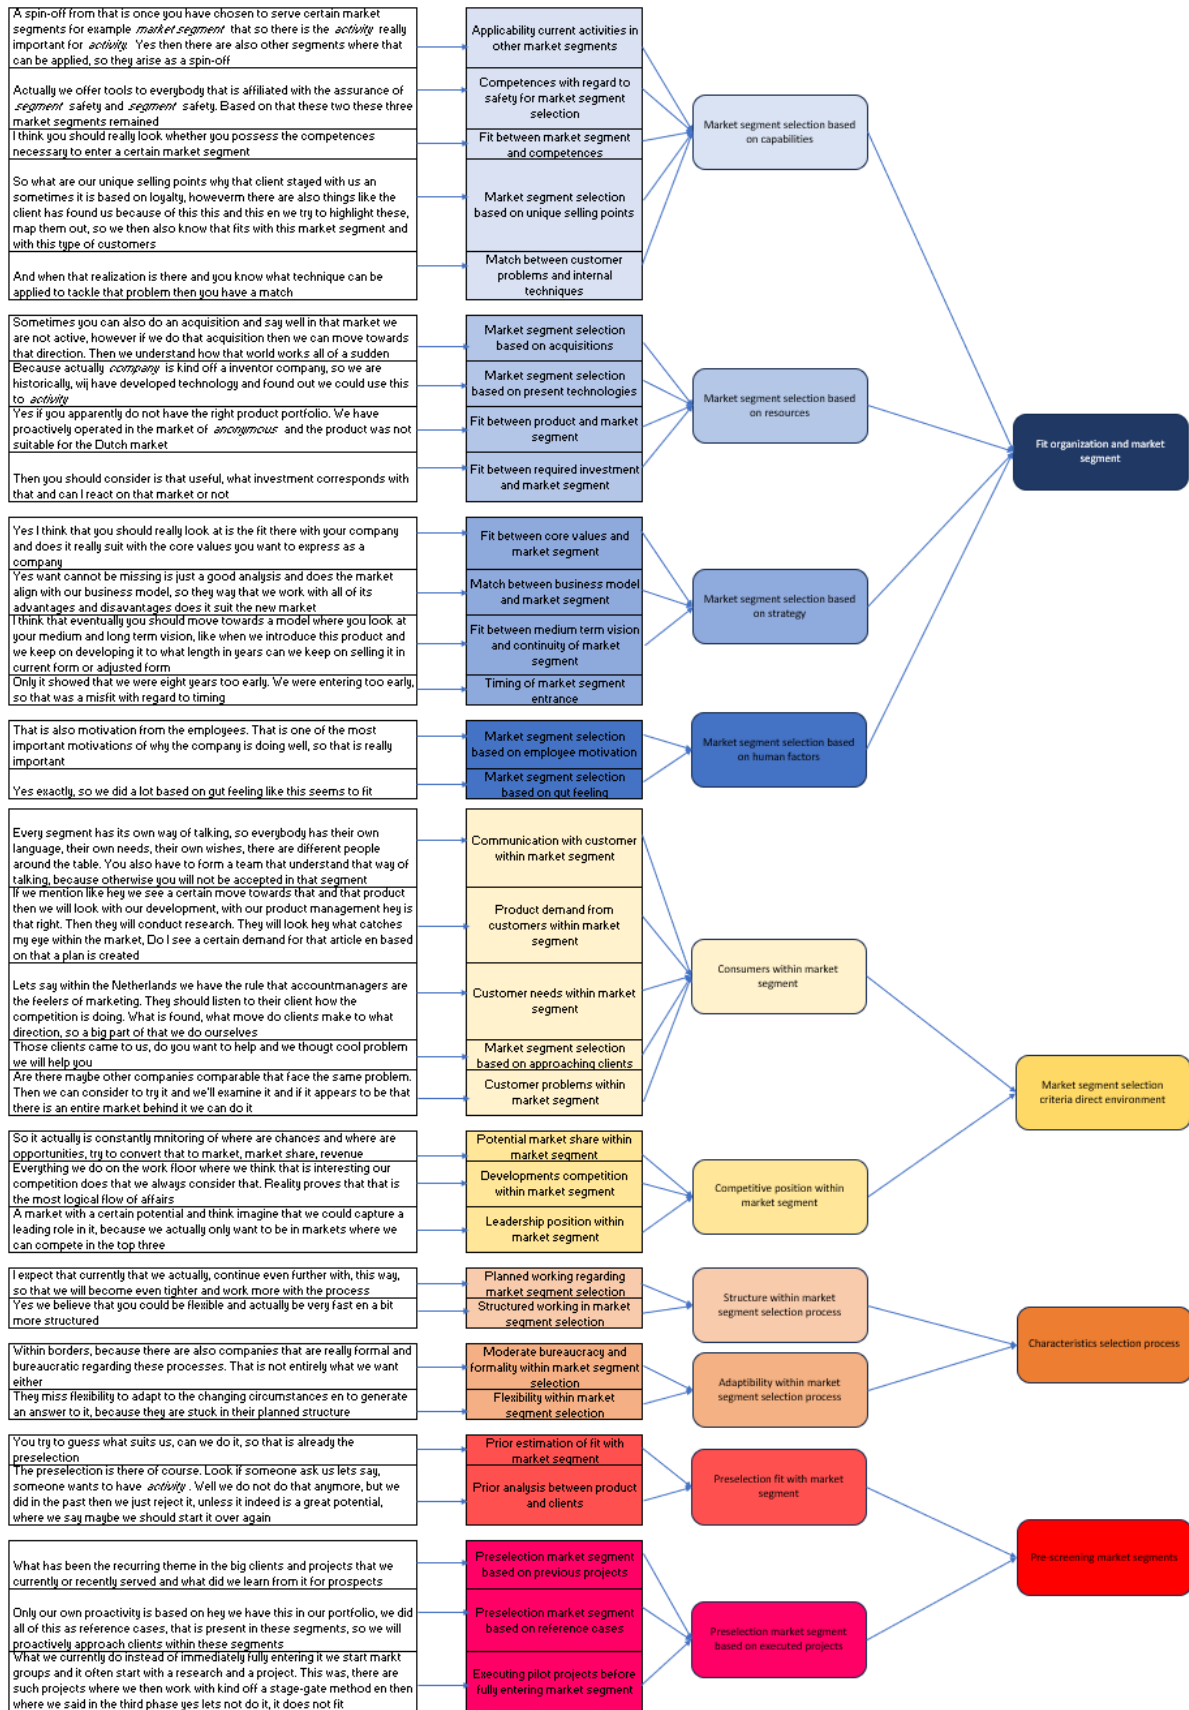 A spin-off from that is once you have chosen to serve certain market
segments for example market segment that so there is the activity really
important for activity. Yes then there are also other segments where that
can be applied, so they arise as a spin-off
Applicability current activities in
other market segments
Actually we offer tools to everybody that is affiliated with the assurance of
segment safety and segment safety. Based on that these two these three
market segments remained
Competences with regard to
safety for market segment
selection
I think you should really look whether you possess the competences
necessary to enter a certain market segment
Fit between market segment
and competences
So what are our unique selling points why that client stayed with us an
sometimes it is based on loyalty, howeverm there are also things like the
client has found us because of this this and this en we try to highlight these,
map them out, so we then also know that fits with this market segment and
with this type of customers
Market segment selection
based on unique selling points
And when that realization is there and you know what technique can be
applied to tackle that problem then you have a match
Match between customer
problems and internal
techniques
Market segment selection based
on capabilities
Sometimes you can also do an acquisition and say well in that market we
are not active, however if we do that acquisition then we can move towards
that direction. Then we understand how that world works all of a sudden
Market segment selection
based on acquisitions
Because actually company is kind off a inventor company, so we are
historically, wij have developed technology and found out we could use this
to activity
Market segment selection
based on present technologies
Yes if you apparently do not have the right product portfolio. We have
proactively operated in the market of anonymous and the product was not
suitable for the Dutch market
Fit between product and market
segment
Then you should consider is that useful, what investment corresponds with
that and can I react on that market or not
Fit between required investment
and market segment
Market segment selection based
on resources
Fit organization and market
segment
Yes I think that you should really look at is the fit there with your company
and does it really suit with the core values you want to express as a
company
Fit between core values and
market segment
Yes want cannot be missing is just a good analysis and does the market
align with our business model, so they way that we work with all of its
advantages and disavantages does it suit the new market
Match between business model
and market segment
I think that eventually you should move towards a model where you look at
your medium and long term vision, like when we introduce this product and
we keep on developing it to what length in years can we keep on selling it in
current form or adjusted form
Fit between medium term vision
and continuity of market
segment
Only it showed that we were eight years too early. We were entering too early,
so that was a misfit with regard to timing
Timing of market segment
entrance
Market segment selection based
on strategy
That is also motivation from the employees. That is one of the most
important motivations of why the company is doing well, so that is really
important
Market segment selection
based on employee motivation
Yes exactly, so we did a lot based on gut feeling like this seems to fit
Market segment selection
based on gut feeling
Market segment selection based
on human factors
Every segment has its own way of talking, so everybody has their own
language, their own needs, their own wishes, there are different people
around the table. You also have to form a team that understand that way of
talking, because otherwise you will not be accepted in that segment
Communication with customer
within market segment
If we mention like hey we see a certain move towards that and that product
then we will look with our development, with our product management hey is
that right. Then they will conduct research. They will look hey what catches
my eye within the market, Do I see a certain demand for that article en based
on that a plan is created
Product demand from
customers within market
segment
Lets say within the Netherlands we have the rule that accountmanagers are
the feelers of marketing. They should listen to their client how the
competition is doing. What is found, what move do clients make to what
direction, so a big part of that we do ourselves
Customer needs within market
segment
Those clients came to us, do you want to help and we thougt cool problem
we will help you
Market segment selection
based on approaching clients
Are there maybe other companies comparable that face the same problem.
Then we can consider to try it and we'll examine it and if it appears to be that
there is an entire market behind it we can do it
Customer problems within
market segment
Consumers within market
segment
Market segment selection
criteria direct environment
So it actually is constantly mnitoring of where are chances and where are
opportunities, try to convert that to market, market share, revenue
Potential market share within
market segment
Everything we do on the work floor where we think that is interesting our
competition does that we always consider that. Reality proves that that is
the most logical flow of affairs
Developments competition
within market segment
A market with a certain potential and think imagine that we could capture a
leading role in it, because we actually only want to be in markets where we
can compete in the top three
Leadership position within
market segment
Competitive position within
market segment
I expect that currently that we actually, continue even further with, this way,
so that we will become even tighter and work more with the process
Planned working regarding
market segment selection
Yes we believe that you could be flexible and actually be very fast en a bit
more structured
Structured working in market
segment selection
Structure within market
segment selection process
Characteristics selection process
Within borders, because there are also companies that are really formal and
bureaucratic regarding these processes. That is not entirely what we want
either
Moderate bureaucracy and
formality within market segment
selection
They miss flexibility to adapt to the changing circumstances en to generate
an answer to it, because they are stuck in their planned structure
Flexibility within market
segment selection
Adaptibility within market
segment selection process
You try to guess what suits us, can we do it, so that is already the
preselection
Prior estimation of fit with
market segment
The preselection is there of course. Look if someone ask us lets say,
someone wants to have activity . Well we do not do that anymore, but we
did in the past then we just reject it, unless it indeed is a great potential,
where we say maybe we should start it over again
Prior analysis between product
and clients
Preselection fit with market
segment
Pre-screening market segments
What has been the recurring theme in the big clients and projects that we
currently or recently served and what did we learn from it for prospects
Preselection market segment
based on previous projects
Only our own proactivity is based on hey we have this in our portfolio, we did
all of this as reference cases, that is present in these segments, so we will
proactively approach clients within these segments
Preselection market segment
based on reference cases
What we currently do instead of immediately fully entering it we start markt
groups and it often start with a research and a project. This was, there are
such projects where we then work with kind off a stage-gate method en then
where we said in the third phase yes lets not do it, it does not fit
Executing pilot projects before
fully entering market segment
Preselection market segment
based on executed projects